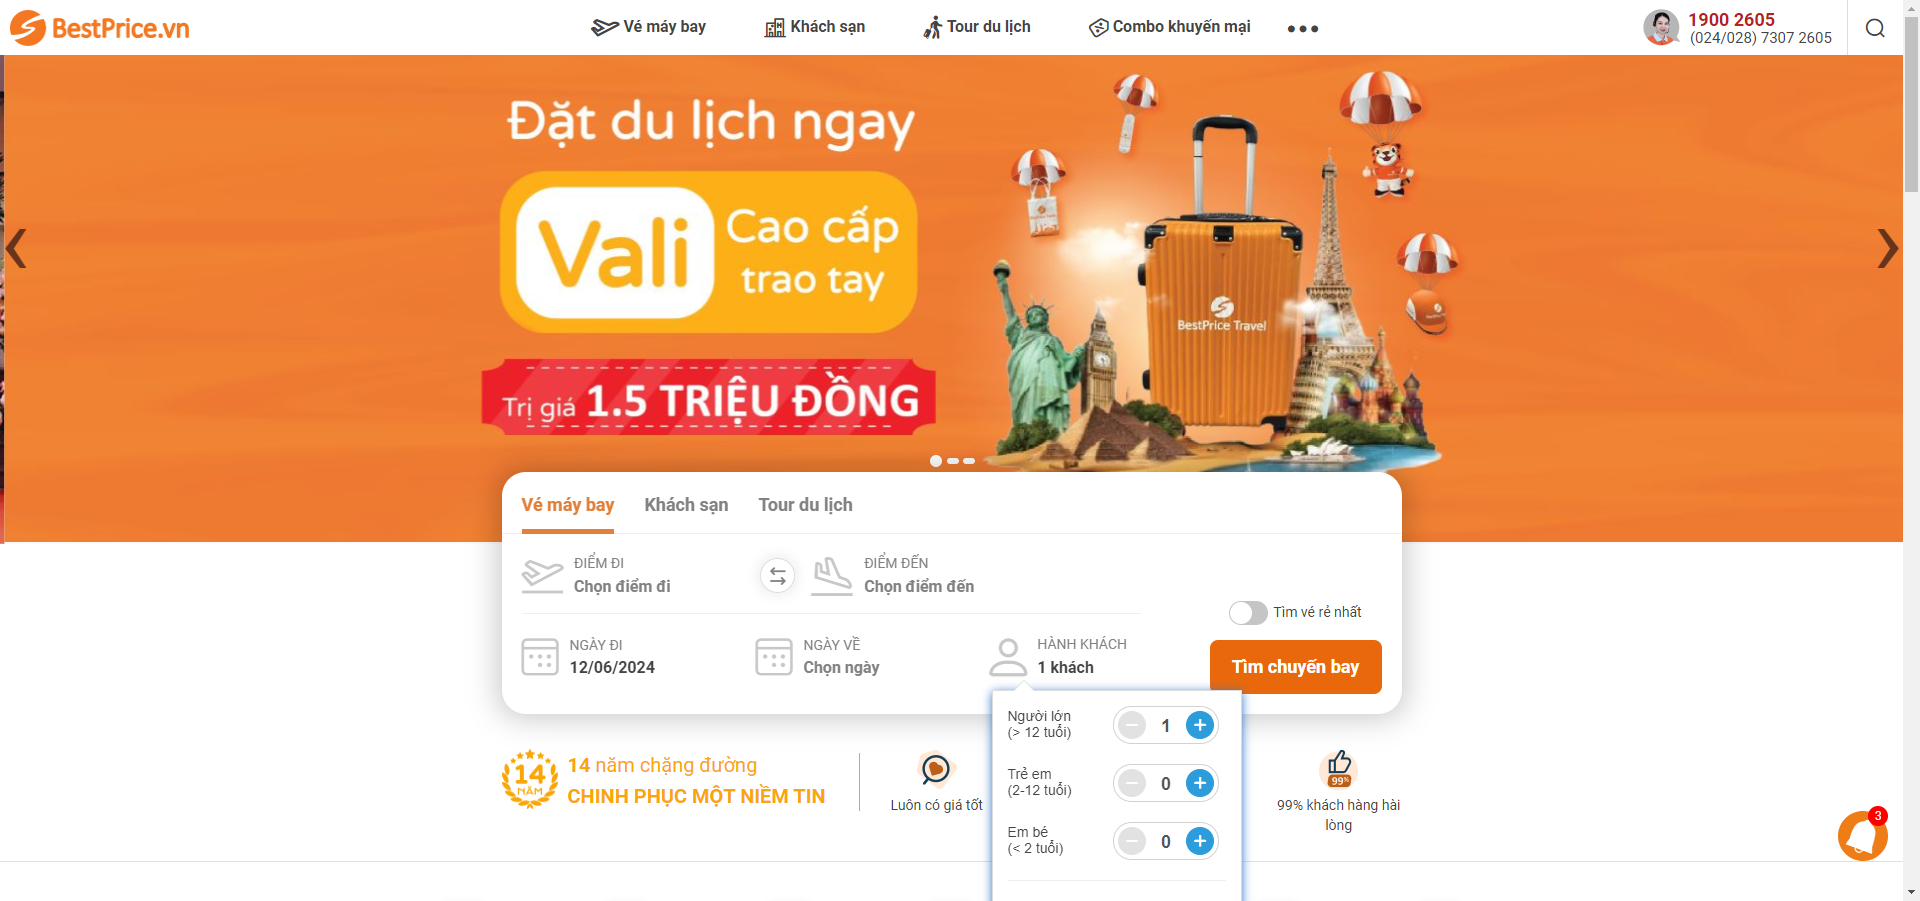 BestPrice.vn
Vé máy bay
Khách sạn
Tour du lịch
Combo khuyến mại
1900 2605
(024/028) 7307 2605
Đặt du lịch ngay
Vali
Cao cấp
trao tay
Trị giá 1.5 TRIỆU ĐỒNG
BestPrice Travel
Vé máy bay
Khách sạn
Tour du lịch
ĐIỂM ĐI
Chọn điểm đi
ĐIỂM ĐẾN
Chọn điểm đến
Tìm vé rẻ nhất
NGÀY ĐI
12/06/2024
NGÀY VỀ
Chọn ngày
HÀNH KHÁCH
1 khách
Tìm chuyến bay
Người lớn
(> 12 tuổi)
1
Trẻ em
(2-12 tuổi)
0
Em bé
(< 2 tuổi)
0
14
NĂM
14 năm chặng đường
CHINH PHỤC MỘT NIỀM TIN
Luôn có giá tốt
99%
99% khách hàng hài
lòng
3